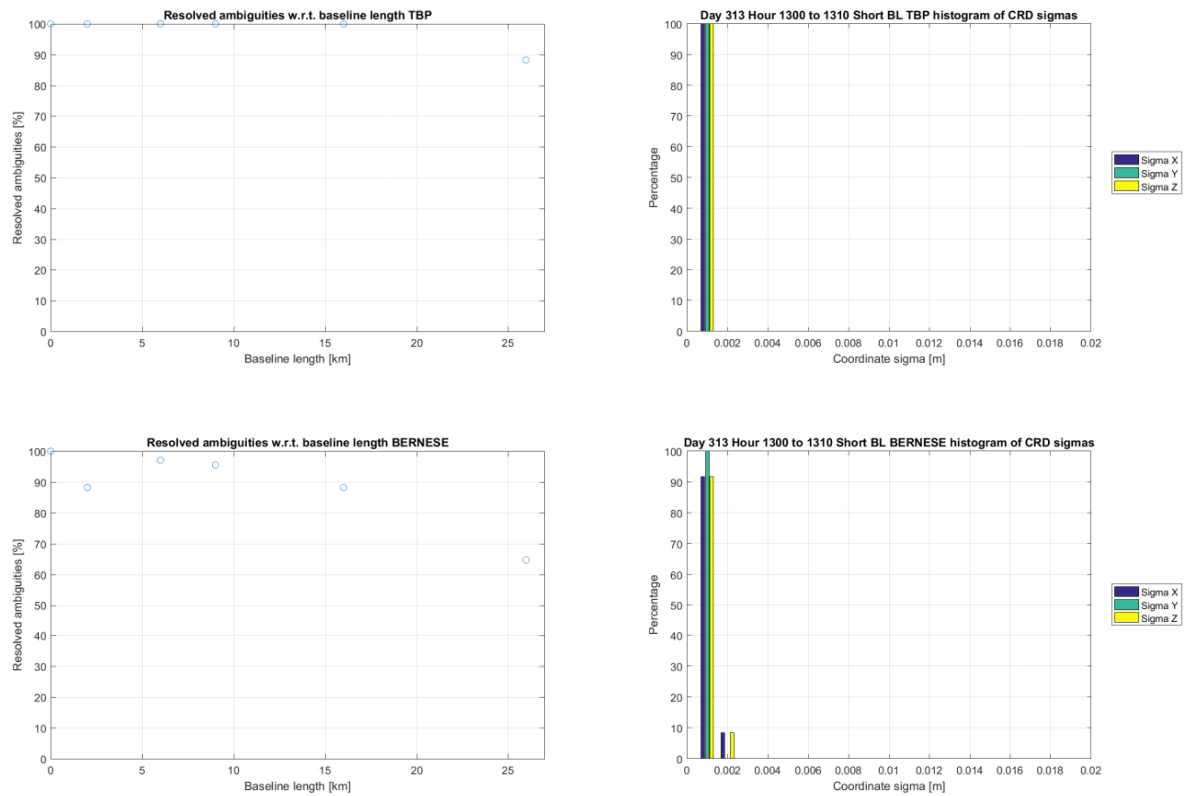 Resolved ambiguities w.r.t. baseline length TBP
Resolved ambiguities [%]
100
90
80
70
60
50
40
30
20
10
0
0 5 10 15 20 25
Baseline length [km]
Day 313 Hour 1300 to 1310 Short BL TBP histogram of CRD sigmas
Percentage
100
90
80
70
60
50
40
30
20
10
0
0 0.002 0.004 0.006 0.008 0.01 0.012 0.014 0.016 0.018 0.02
Coordinate sigma [m]
Sigma X
Sigma Y
Sigma Z
Resolved ambiguities w.r.t. baseline length BERNESE
Resolved ambiguities [%]
100
90
80
70
60
50
40
30
20
10
0
0 5 10 15 20 25
Baseline length [km]
Day 313 Hour 1300 to 1310 Short BL BERNESE histogram of CRD sigmas
Percentage
100
90
80
70
60
50
40
30
20
10
0
0 0.002 0.004 0.006 0.008 0.01 0.012 0.014 0.016 0.018 0.02
Coordinate sigma [m]
Sigma X
Sigma Y
Sigma Z